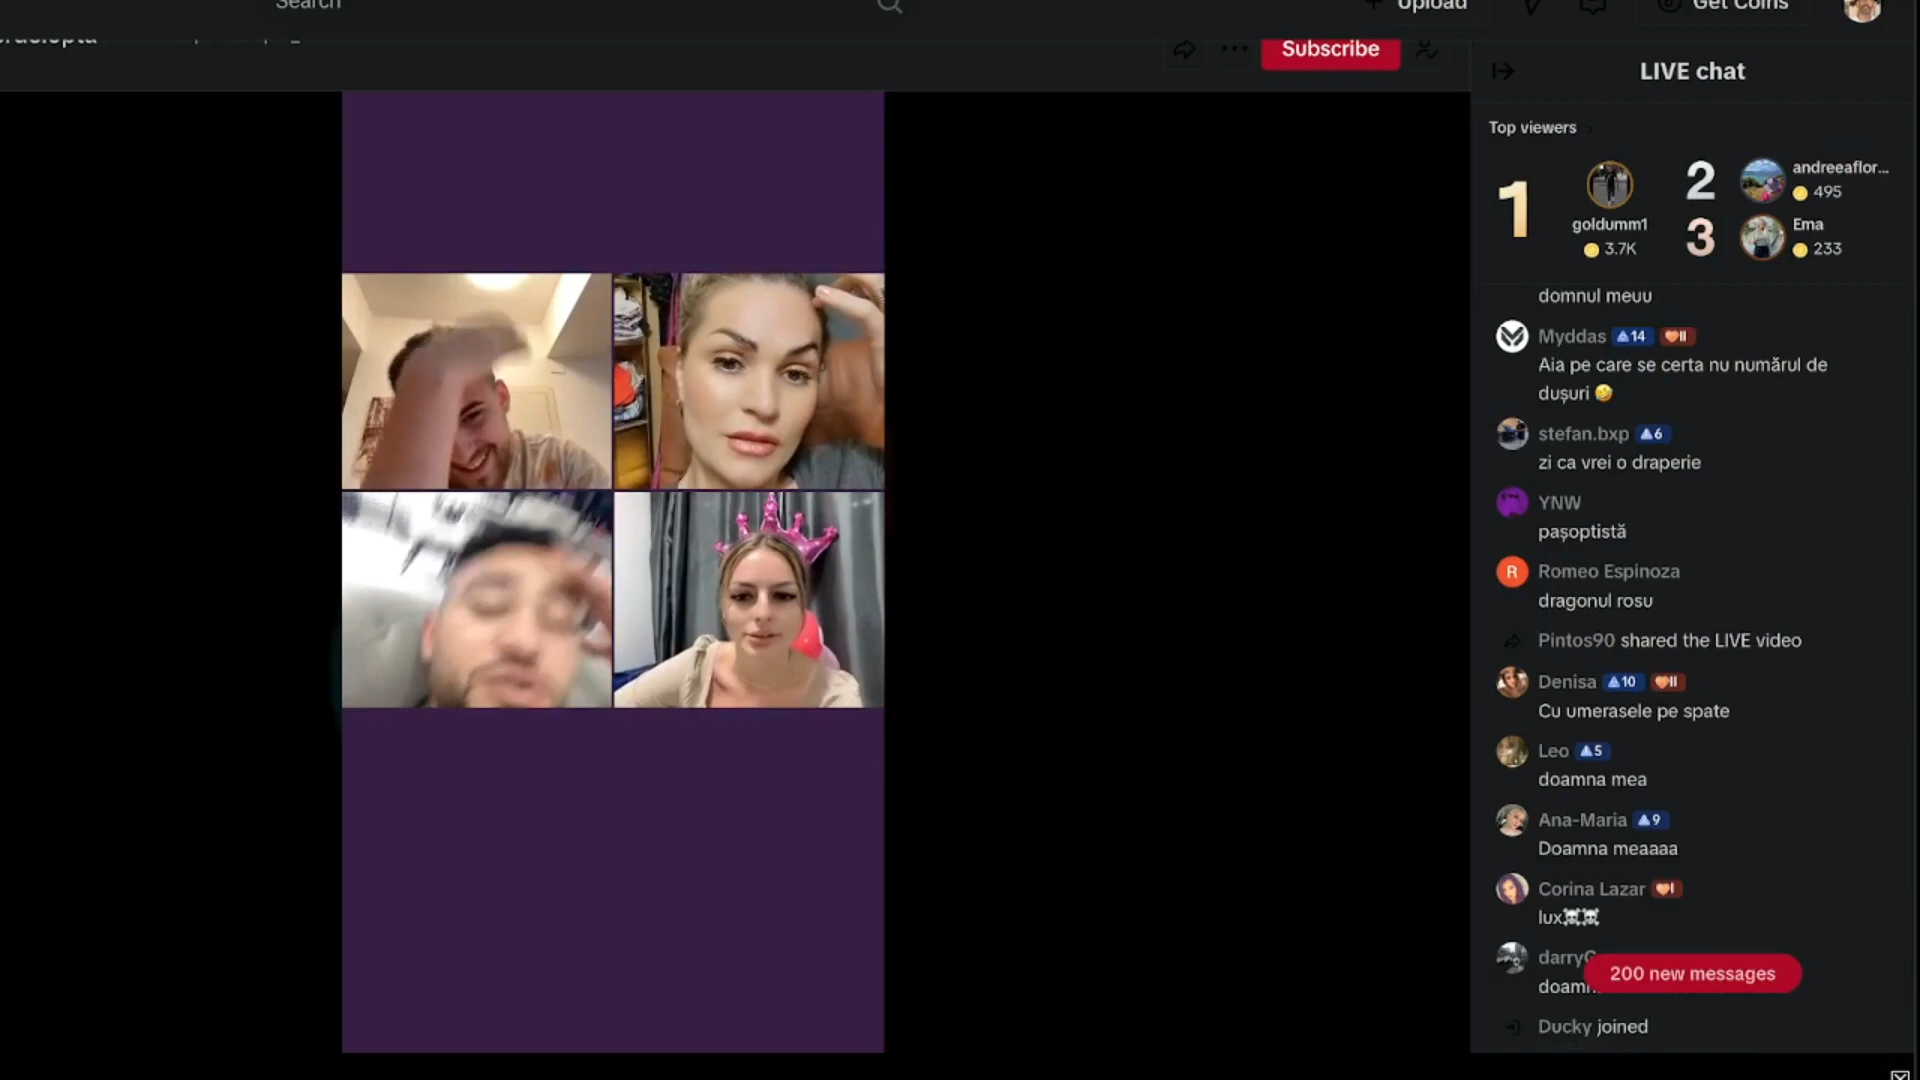 Search
Upload
Get Coins
Subscribe
LIVE chat
Top viewers
1
goldumm1
3.7K
2
andreeaflor...
495
3
Ema
233
domnul meuu
Myddas 14 II
Aia pe care se certa nu numărul de
dușuri 🤣
stefan.bxp 6
zi ca vrei o draperie
YNW
pașoptistă
R
Romeo Espinoza
dragonul rosu
Pintos90 shared the LIVE video
Denisa 10 II
Cu umerasele pe spate
Leo 5
doamna mea
Ana-Maria 9
Doamna meaaaa
Corina Lazar I
lux☠️☠️
200 new messages
Ducky joined